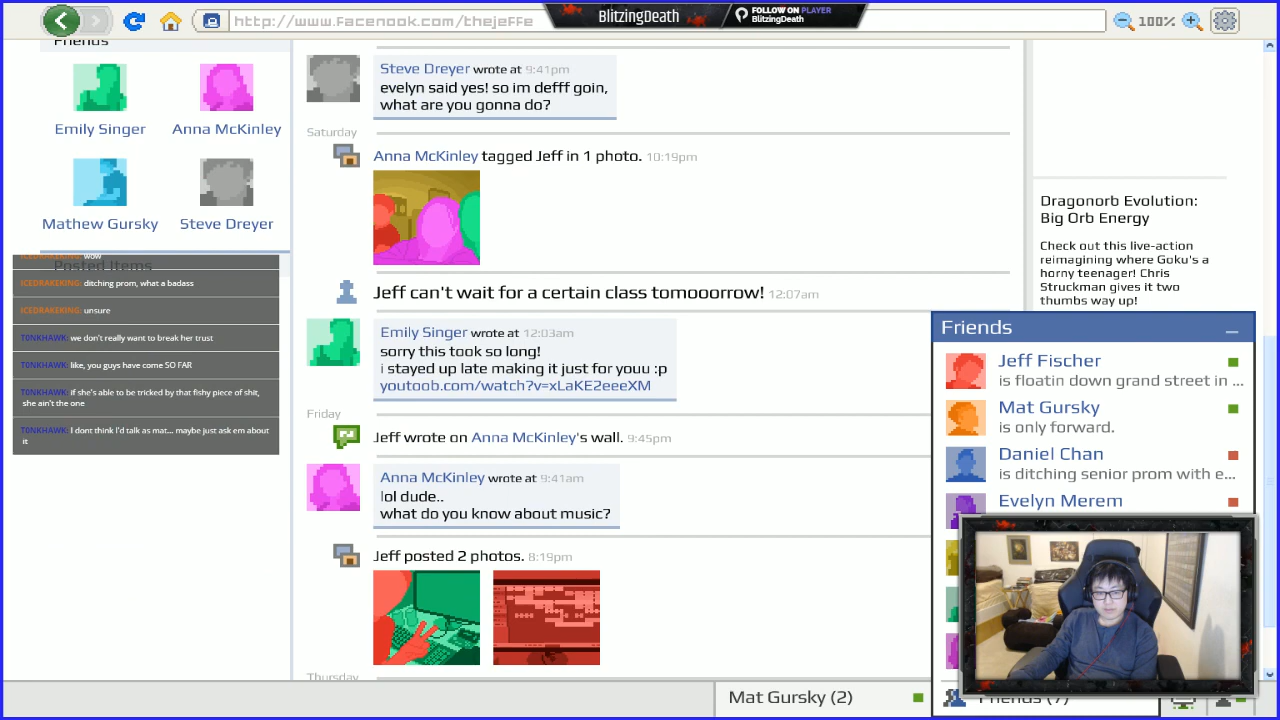 http://www.facenook.com/thejeffe
BlitzingDeath
FOLLOW ON PLAYER
BlitzingDeath
100%
Friends
Emily Singer
Anna McKinley
Mathew Gursky
Steve Dreyer
Posted Items
ICEDRAKEKING: wow
ICEDRAKEKING: ditching prom, what a badass
ICEDRAKEKING: unsure
T0NKHAWK: we don't really want to break her trust
T0NKHAWK: like, you guys have come SO FAR
T0NKHAWK: if she's able to be tricked by that fishy piece of shit,
she ain't the one
T0NKHAWK: I dont think I'd talk as mat... maybe just ask em about
it
Steve Dreyer wrote at 9:41pm
evelyn said yes! so im defff goin,
what are you gonna do?
Saturday
Anna McKinley tagged Jeff in 1 photo. 10:19pm
Jeff can't wait for a certain class tomooorrow! 12:07am
Emily Singer wrote at 12:03am
sorry this took so long!
i stayed up late making it just for youu :p
youtoob.com/watch?v=xLaKE2eeeXM
Friday
Jeff wrote on Anna McKinley's wall. 9:45pm
Anna McKinley wrote at 9:41am
lol dude..
what do you know about music?
Jeff posted 2 photos. 8:19pm
Thursday
Dragonorb Evolution:
Big Orb Energy
Check out this live-action
reimagining where Goku's a
horny teenager! Chris
Struckman gives it two
thumbs way up!
Friends
Jeff Fischer
is floatin down grand street in ...
Mat Gursky
is only forward.
Daniel Chan
is ditching senior prom with e...
Evelyn Merem
Mat Gursky (2)
Friends (7)